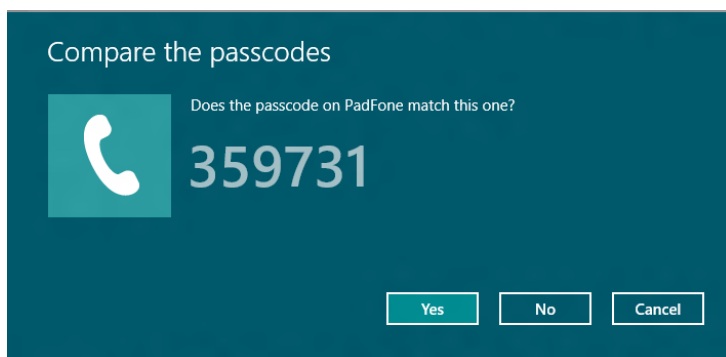 Compare the passcodes
Does the passcode on PadFone match this one?
359731
Yes No Cancel